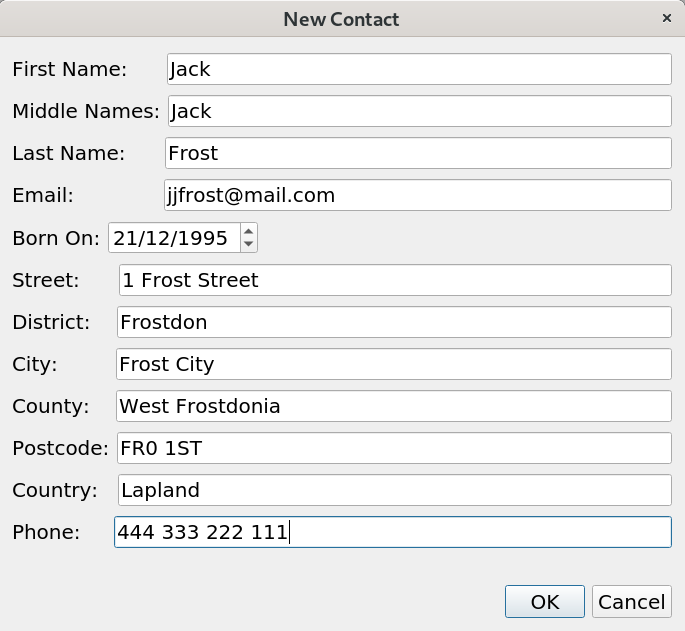 New Contact ×
First Name: Jack
Middle Names: Jack
Last Name: Frost
Email: jjfrost@mail.com
Born On: 21/12/1995
Street: 1 Frost Street
District: Frostdon
City: Frost City
County: West Frostdonia
Postcode: FR0 1ST
Country: Lapland
Phone: 444 333 222 111
OK Cancel